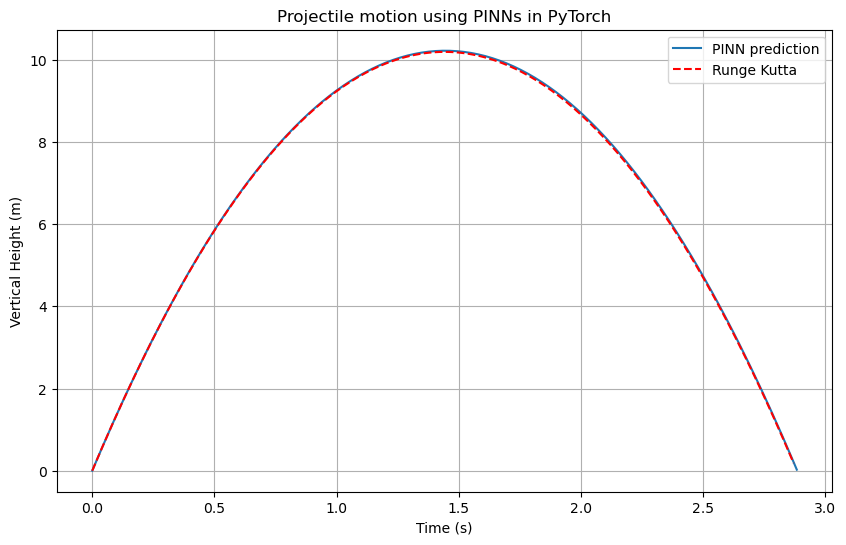 Projectile motion using PINNs in PyTorch
PINN prediction
Runge Kutta
10
8
6
4
2
0
Vertical Height (m)
0.0 0.5 1.0 1.5 2.0 2.5 3.0
Time (s)